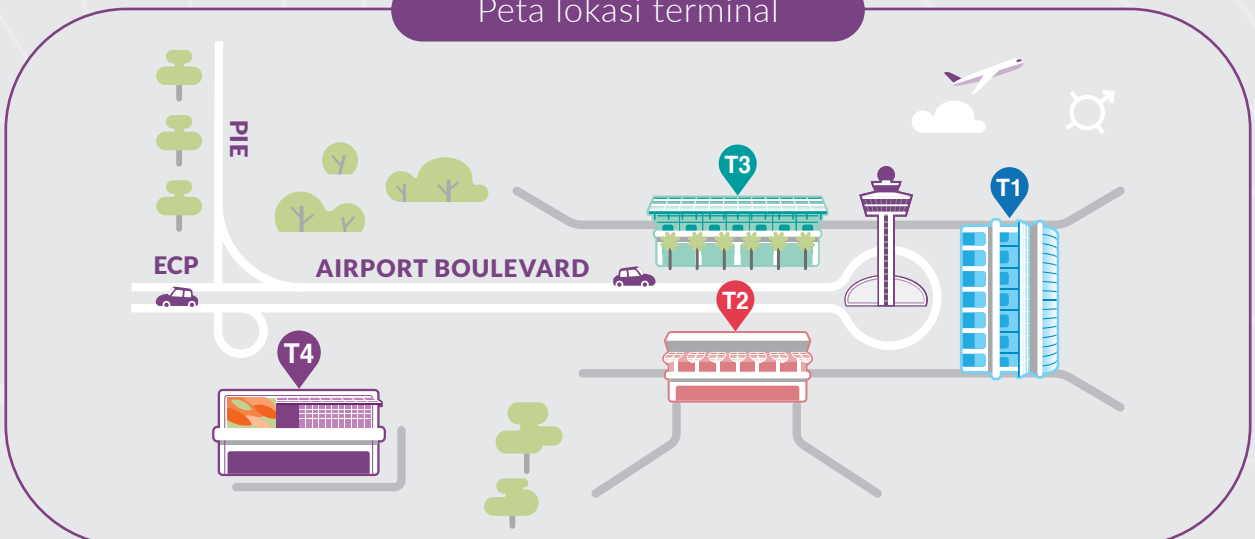 Peta lokasi terminal
PIE
T3
T1
ECP
AIRPORT BOULEVARD
T2
T4